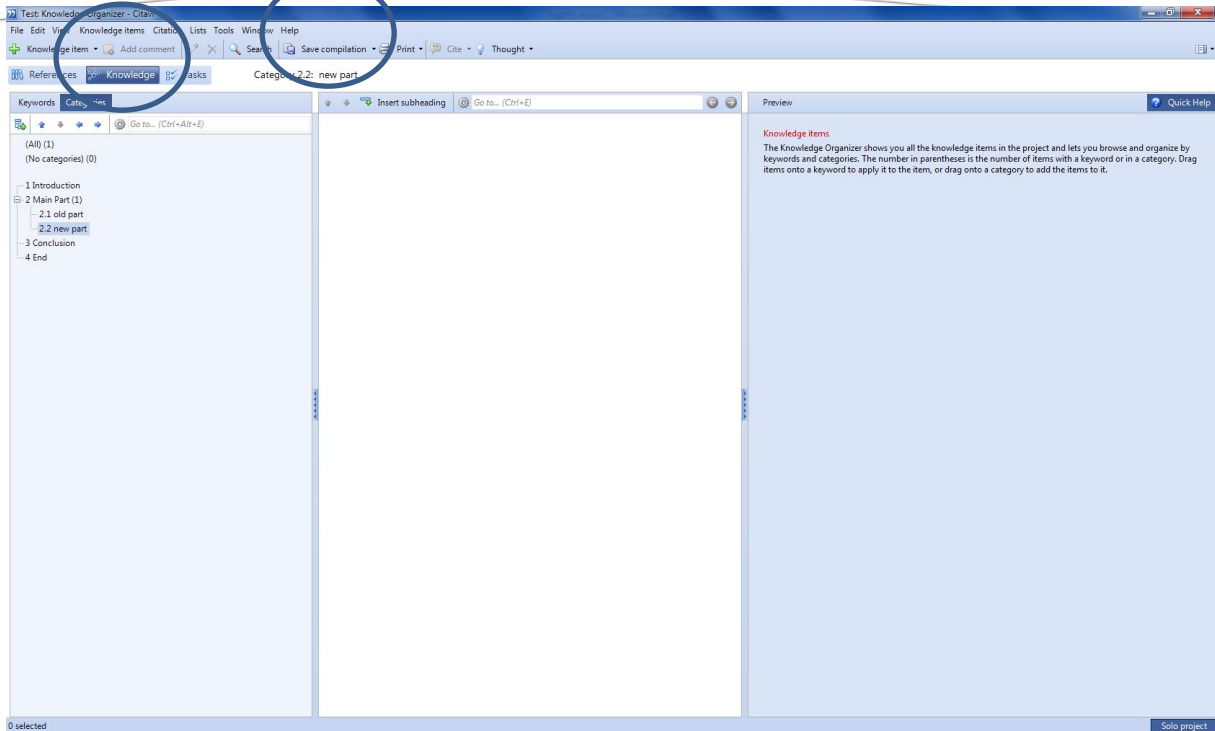 Test: Knowledge Organizer - Citavi
File Edit View Knowledge items Citation Lists Tools Window Help
Knowledge item Add comment Search Save compilation Print Cite Thought
References Knowledge Tasks Category 2.2: new part
Keywords Categories
Go to... (Ctrl+Alt+E)
(All) (1)
(No categories) (0)
1 Introduction
2 Main Part (1)
2.1 old part
2.2 new part
3 Conclusion
4 End
Insert subheading Go to... (Ctrl+E)
Preview Quick Help
Knowledge items
The Knowledge Organizer shows you all the knowledge items in the project and lets you browse and organize by
keywords and categories. The number in parentheses is the number of items with a keyword or in a category. Drag
items onto a keyword to apply it to the item, or drag onto a category to add the items to it.
0 selected Solo project